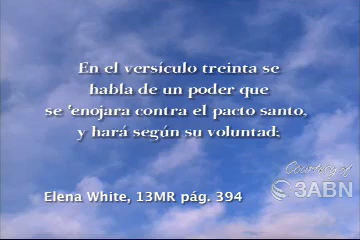 En el versículo treinta se
habla de un poder que
se 'enojara contra el pacto santo,
y hará según su voluntad;
Courtesy of
3ABN
Elena White, 13MR pág. 394